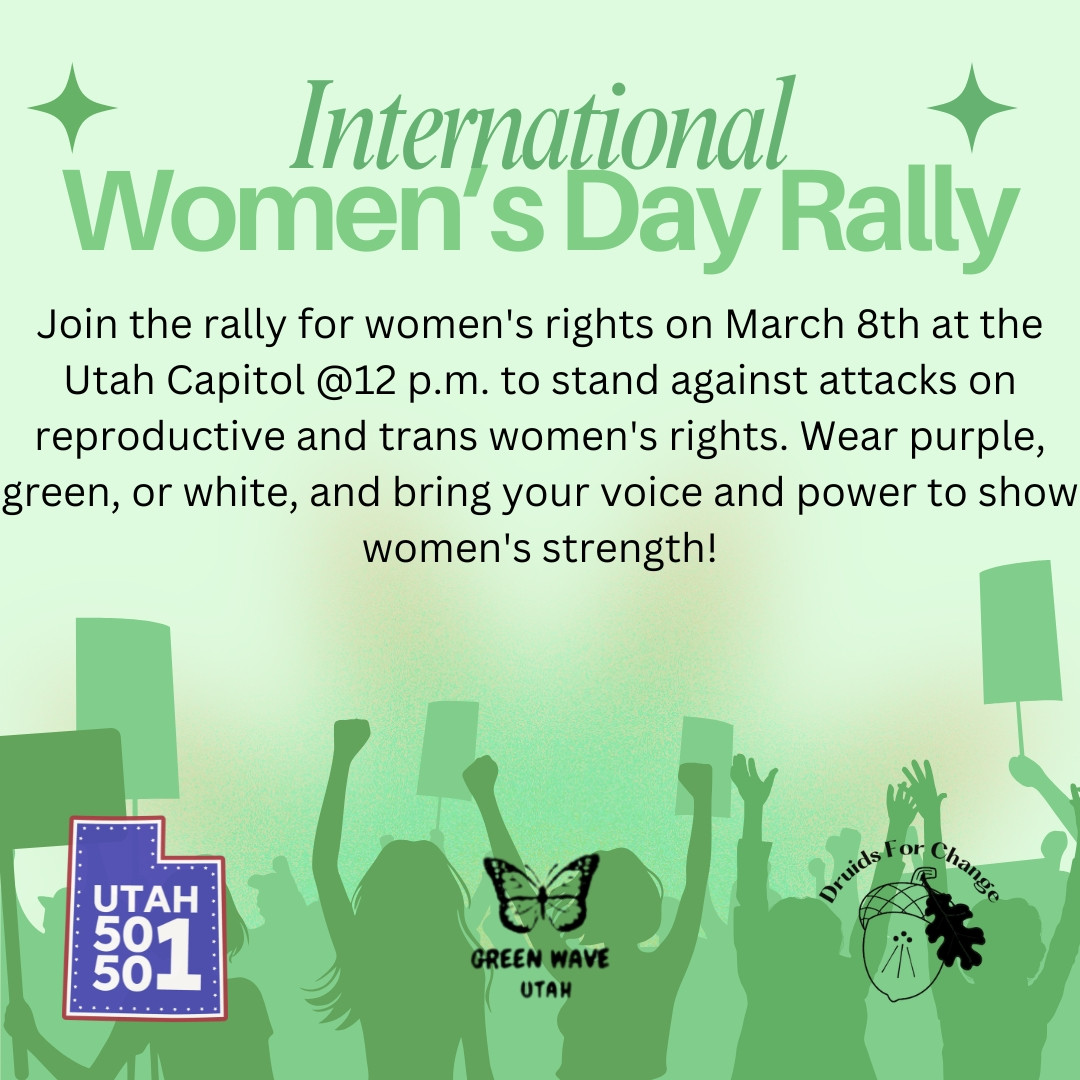 International
Women’s Day Rally
Join the rally for women's rights on March 8th at the
Utah Capitol @12 p.m. to stand against attacks on
reproductive and trans women's rights. Wear purple,
green, or white, and bring your voice and power to show
women's strength!
UTAH
50
50
1
GREEN WAVE
UTAH
Druids For Change